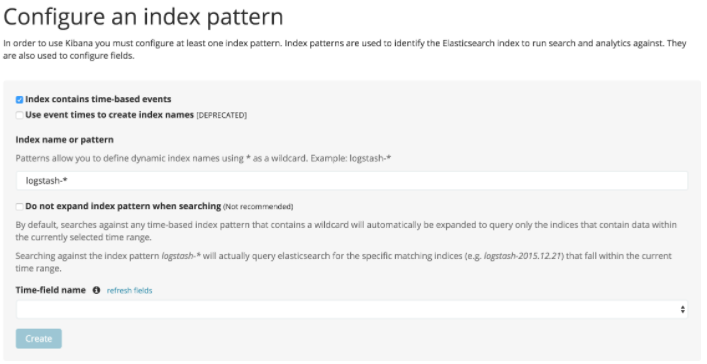 Configure an index pattern
In order to use Kibana you must configure at least one index pattern. Index patterns are used to identify the Elasticsearch index to run search and analytics against. They
are also used to configure fields.
Index contains time-based events
Use event times to create index names [DEPRECATED]
Index name or pattern
Patterns allow you to define dynamic index names using * as a wildcard. Example: logstash-*
logstash-*
Do not expand index pattern when searching (Not recommended)
By default, searches against any time-based index pattern that contains a wildcard will automatically be expanded to query only the indices that contain data within
the currently selected time range.
Searching against the index pattern logstash-* will actually query elasticsearch for the specific matching indices (e.g. logstash-2015.12.21) that fall within the current
time range.
Time-field name refresh fields
Create